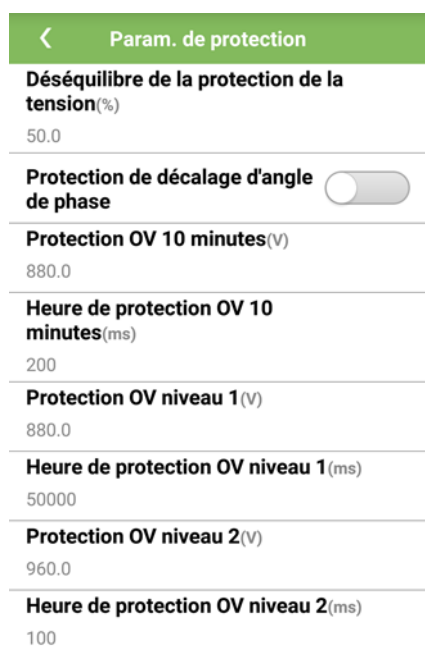 Param. de protection
Déséquilibre de la protection de la
tension(%)
50.0
Protection de décalage d'angle
de phase
Protection OV 10 minutes(V)
880.0
Heure de protection OV 10
minutes(ms)
200
Protection OV niveau 1(V)
880.0
Heure de protection OV niveau 1(ms)
50000
Protection OV niveau 2(V)
960.0
Heure de protection OV niveau 2(ms)
100